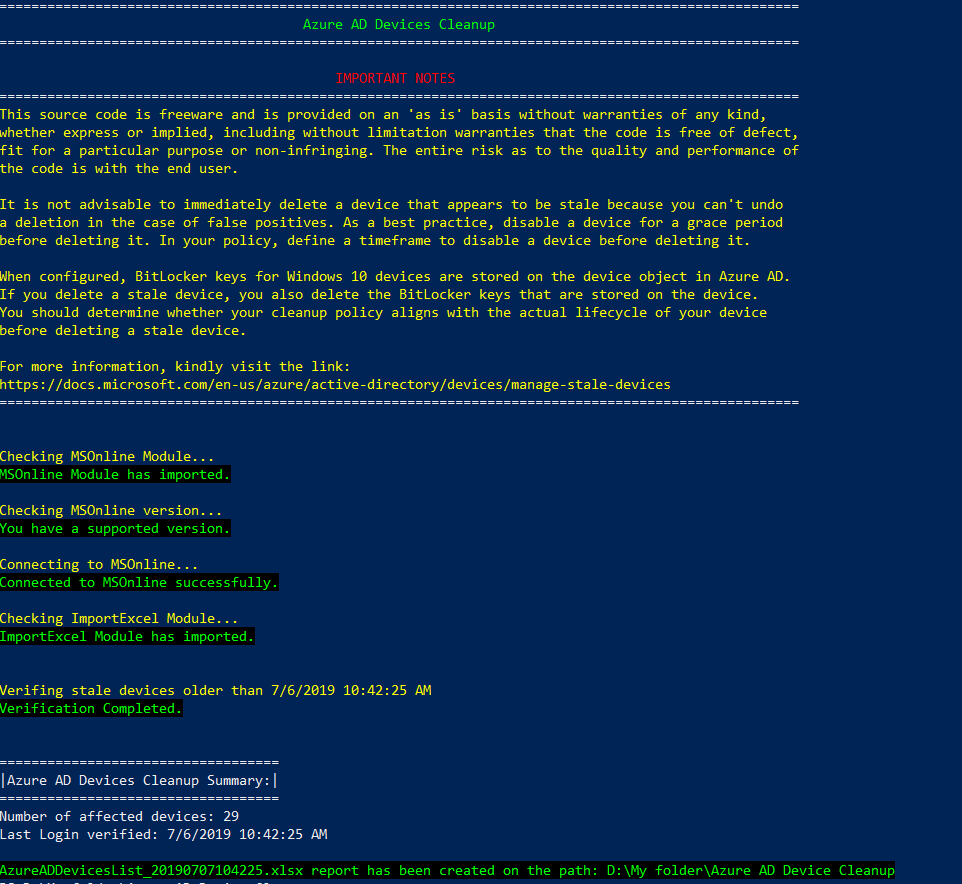 ====================================================================================================
Azure AD Devices Cleanup
====================================================================================================
IMPORTANT NOTES
====================================================================================================
This source code is freeware and is provided on an 'as is' basis without warranties of any kind,
whether express or implied, including without limitation warranties that the code is free of defect,
fit for a particular purpose or non-infringing. The entire risk as to the quality and performance of
the code is with the end user.
It is not advisable to immediately delete a device that appears to be stale because you can't undo
a deletion in the case of false positives. As a best practice, disable a device for a grace period
before deleting it. In your policy, define a timeframe to disable a device before deleting it.
When configured, BitLocker keys for Windows 10 devices are stored on the device object in Azure AD.
If you delete a stale device, you also delete the BitLocker keys that are stored on the device.
You should determine whether your cleanup policy aligns with the actual lifecycle of your device
before deleting a stale device.
For more information, kindly visit the link:
https://docs.microsoft.com/en-us/azure/active-directory/devices/manage-stale-devices
====================================================================================================
Checking MSOnline Module...
MSOnline Module has imported.
Checking MSOnline version...
You have a supported version.
Connecting to MSOnline...
Connected to MSOnline successfully.
Checking ImportExcel Module...
ImportExcel Module has imported.
Verifing stale devices older than 7/6/2019 10:42:25 AM
Verification Completed.
===================================
|Azure AD Devices Cleanup Summary:|
===================================
Number of affected devices: 29
Last Login verified: 7/6/2019 10:42:25 AM
AzureADDevicesList_20190707104225.xlsx report has been created on the path: D:\My folder\Azure AD Device Cleanup